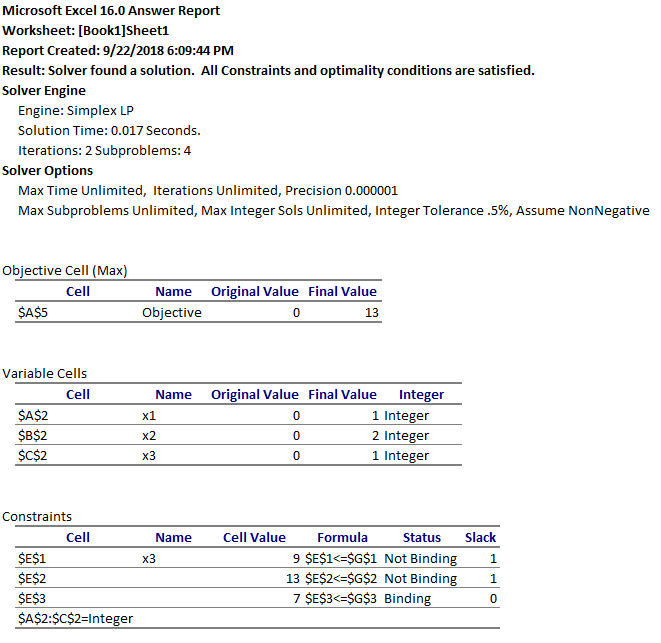 Microsoft Excel 16.0 Answer Report
Worksheet: [Book1]Sheet1
Report Created: 9/22/2018 6:09:44 PM
Result: Solver found a solution.  All Constraints and optimality conditions are satisfied.
Solver Engine
Engine: Simplex LP
Solution Time: 0.017 Seconds.
Iterations: 2 Subproblems: 4
Solver Options
Max Time Unlimited,  Iterations Unlimited, Precision 0.000001
Max Subproblems Unlimited, Max Integer Sols Unlimited, Integer Tolerance .5%, Assume NonNegative
Objective Cell (Max)
Cell Name Original Value Final Value
$A$5 Objective 0 13
Variable Cells
Cell Name Original Value Final Value Integer
$A$2 x1 0 1 Integer
$B$2 x2 0 2 Integer
$C$2 x3 0 1 Integer
Constraints
Cell Name Cell Value Formula Status Slack
$E$1 x3 9 $E$1<=$G$1 Not Binding 1
$E$2 13 $E$2<=$G$2 Not Binding 1
$E$3 7 $E$3<=$G$3 Binding 0
$A$2:$C$2=Integer